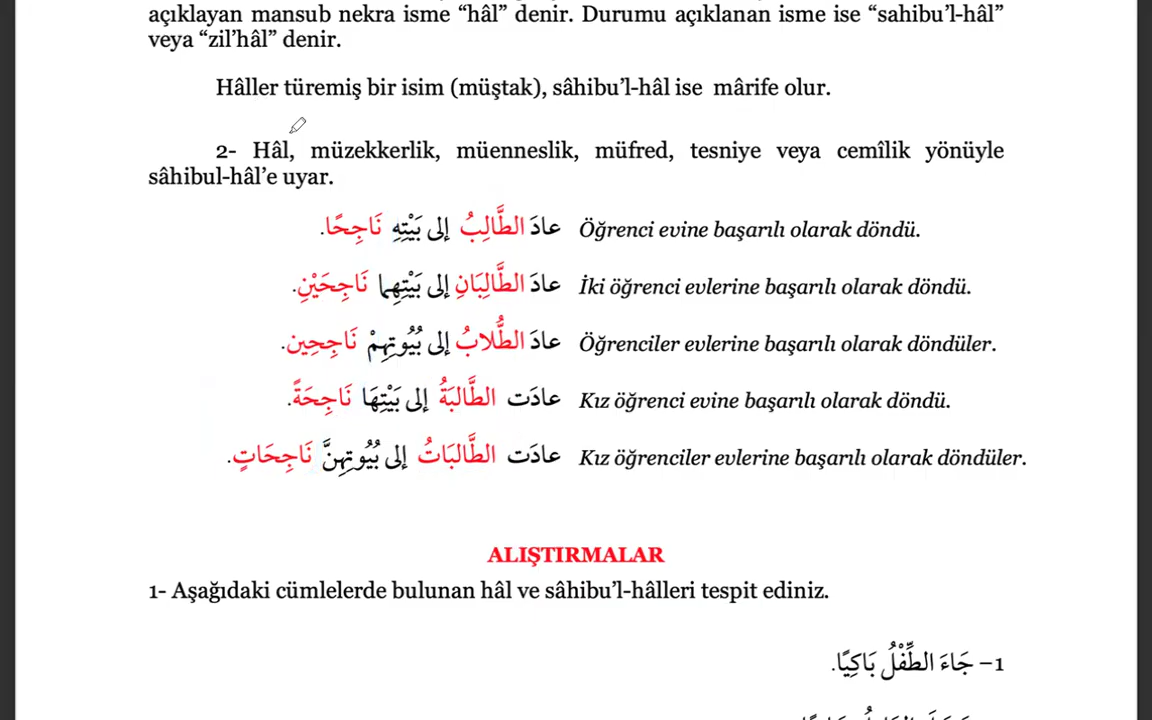 açıklayan mansub nekra isme “hâl” denir. Durumu açıklanan isme ise “sahibu’l-hâl”
veya “zil’hâl” denir.
Hâller türemiş bir isim (müştak), sâhibu’l-hâl ise mârife olur.
2- Hâl, müzekkerlik, müenneslik, müfred, tesniye veya cemîlik yönüyle
sâhibul-hâl’e uyar.
عادَ الطَّالِبُ إلى بَيْتِهِ نَاجِحًا. Öğrenci evine başarılı olarak döndü.
عادَ الطَّالِبَانِ إلى بَيْتِهِما نَاجِحَيْنِ. İki öğrenci evlerine başarılı olarak döndü.
عادَ الطُّلابُ إلى بُيُوتِهِمْ نَاجِحِين. Öğrenciler evlerine başarılı olarak döndüler.
عادَت الطَّالبَةُ إلى بَيْتِهَا نَاجِحَةً. Kız öğrenci evine başarılı olarak döndü.
عادَت الطَّالبَاتُ إلى بُيُوتِهِنَّ نَاجِحَاتٍ. Kız öğrenciler evlerine başarılı olarak döndüler.
ALIŞTIRMALAR
1- Aşağıdaki cümlelerde bulunan hâl ve sâhibu’l-hâlleri tespit ediniz.
1– جَاءَ الطِّفْلُ بَاكِيًا.